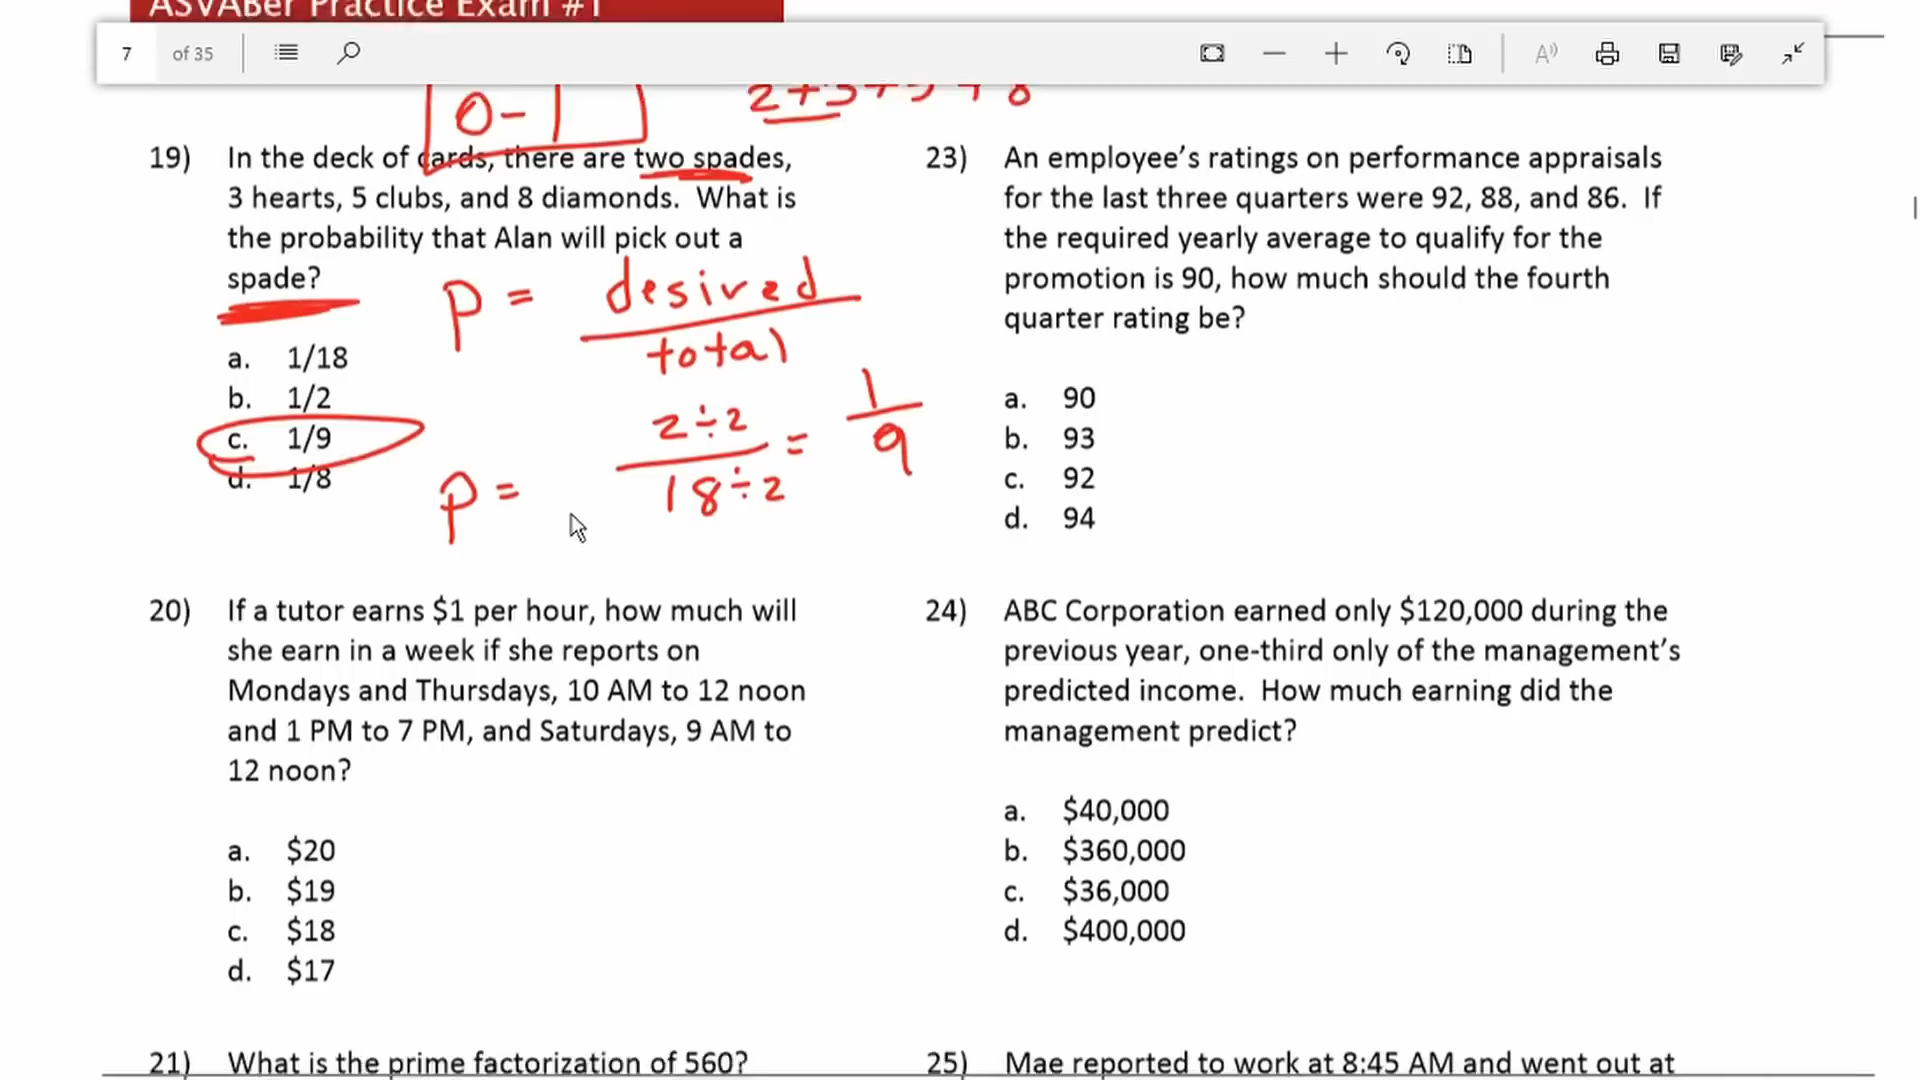 ASVABer Practice Exam #1
7 of 35
0-1
2+3+5+8
19) In the deck of cards, there are two spades,
3 hearts, 5 clubs, and 8 diamonds. What is
the probability that Alan will pick out a
spade?
P = desired
total
a. 1/18
b. 1/2
c. 1/9
d. 1/8
P = 2÷2 = 1
18÷2 9
20) If a tutor earns $1 per hour, how much will
she earn in a week if she reports on
Mondays and Thursdays, 10 AM to 12 noon
and 1 PM to 7 PM, and Saturdays, 9 AM to
12 noon?
a. $20
b. $19
c. $18
d. $17
21) What is the prime factorization of 560?
23) An employee’s ratings on performance appraisals
for the last three quarters were 92, 88, and 86. If
the required yearly average to qualify for the
promotion is 90, how much should the fourth
quarter rating be?
a. 90
b. 93
c. 92
d. 94
24) ABC Corporation earned only $120,000 during the
previous year, one-third only of the management’s
predicted income. How much earning did the
management predict?
a. $40,000
b. $360,000
c. $36,000
d. $400,000
25) Mae reported to work at 8:45 AM and went out at